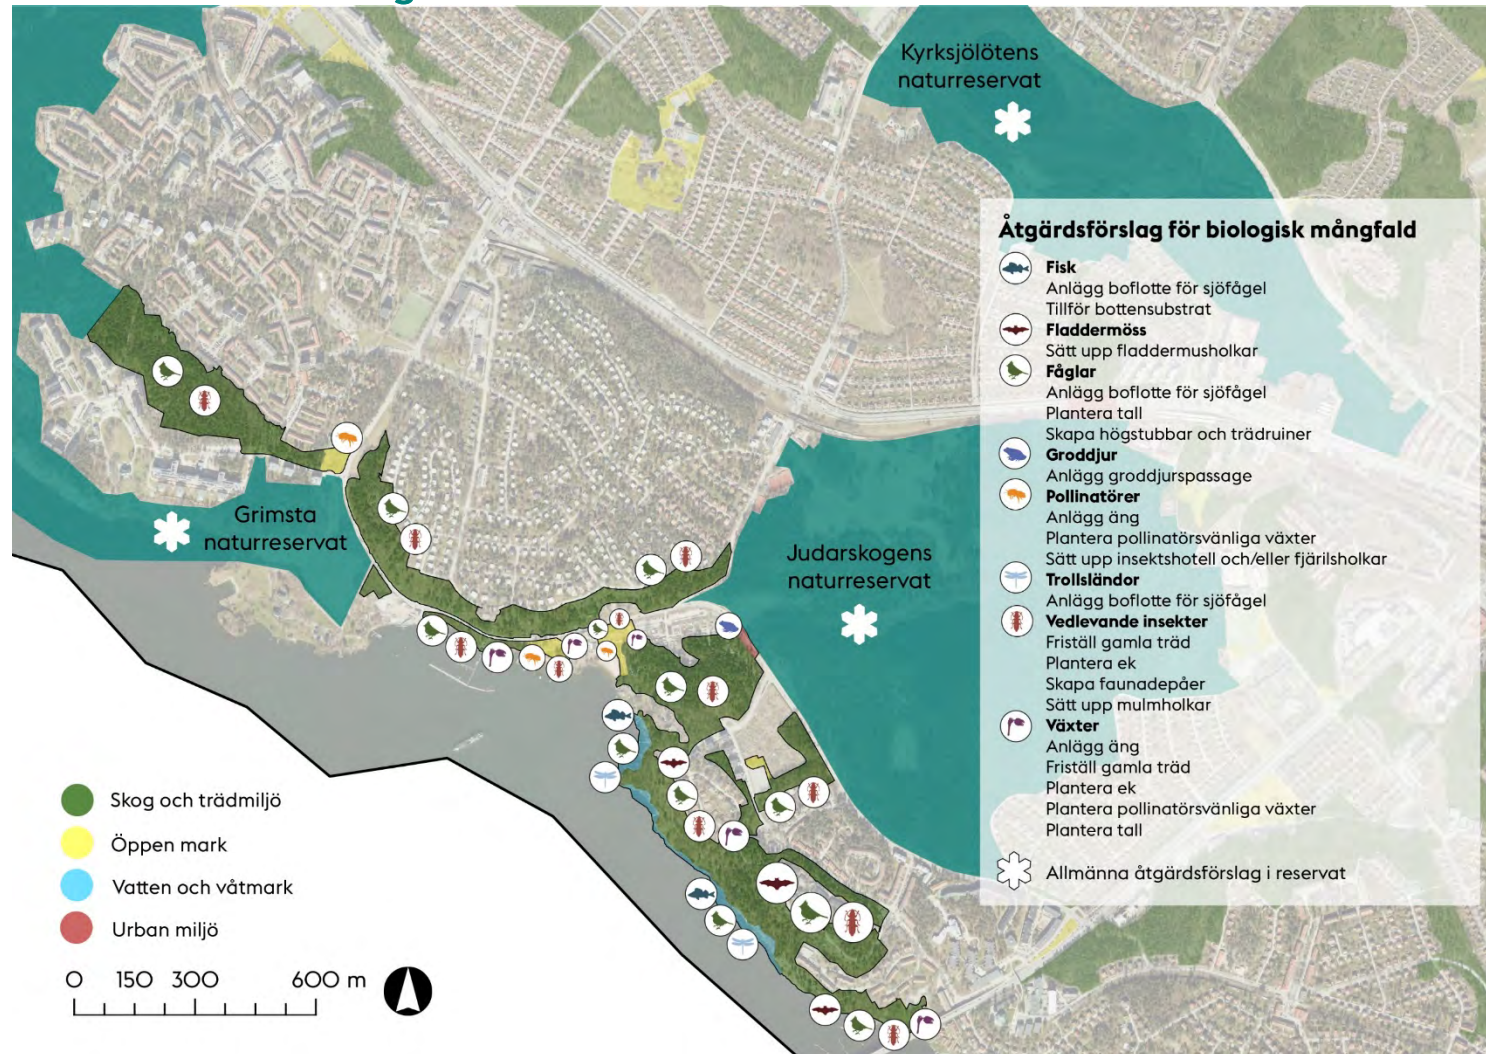 Kyrksjölötens
naturreservat
Åtgärdsförslag för biologisk mångfald
Fisk
Anlägg boflotte för sjöfågel
Tillför bottensubstrat
Fladdermöss
Sätt upp fladdermusholkar
Fåglar
Anlägg boflotte för sjöfågel
Plantera tall
Skapa högstubbar och trädruiner
Groddjur
Anlägg groddjurspassage
Pollinatörer
Anlägg äng
Plantera pollinatörsvänliga växter
Sätt upp insektshotell och/eller fjärilsholkar
Trollsländor
Anlägg boflotte för sjöfågel
Vedlevande insekter
Friställ gamla träd
Plantera ek
Skapa faunadepåer
Sätt upp mulmholkar
Växter
Anlägg äng
Friställ gamla träd
Plantera ek
Plantera pollinatörsvänliga växter
Plantera tall
Allmänna åtgärdsförslag i reservat
Grimsta
naturreservat
Judarskogens
naturreservat
Skog och trädmiljö
Öppen mark
Vatten och våtmark
Urban miljö
0 150 300 600 m